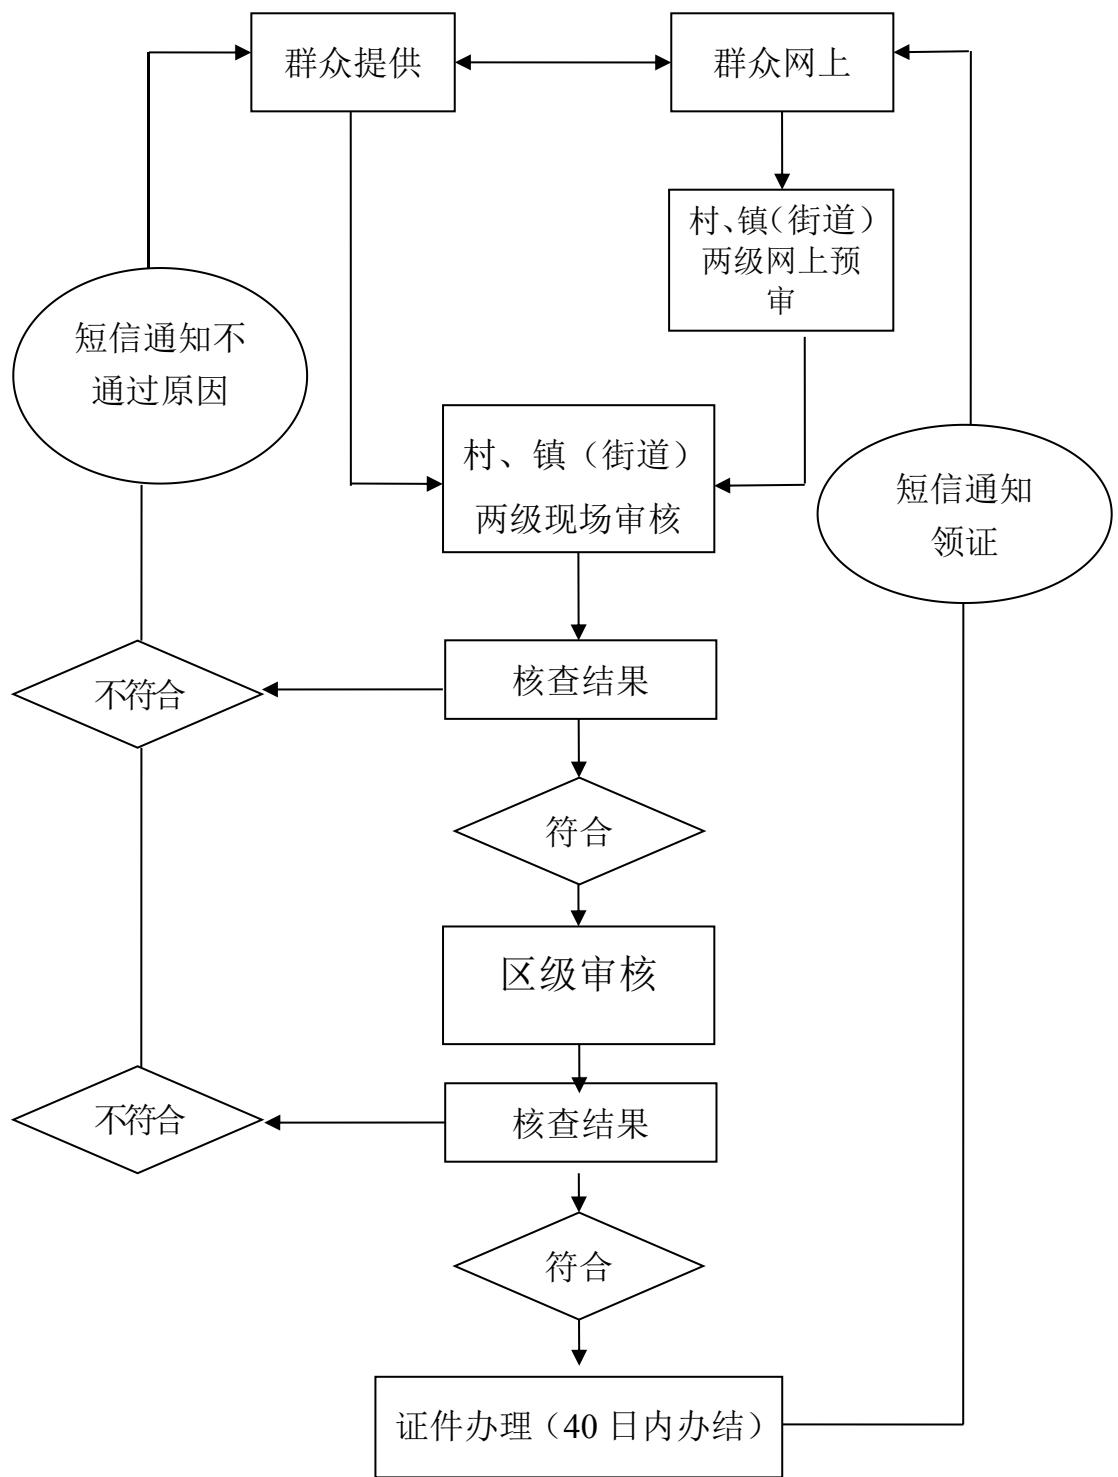 群众提供
群众网上
村、镇（街道）
两级网上预
审
短信通知不
通过原因
村、镇（街道）
两级现场审核
短信通知
领证
不符合
核查结果
符合
区级审核
不符合
核查结果
符合
证件办理（40 日内办结）